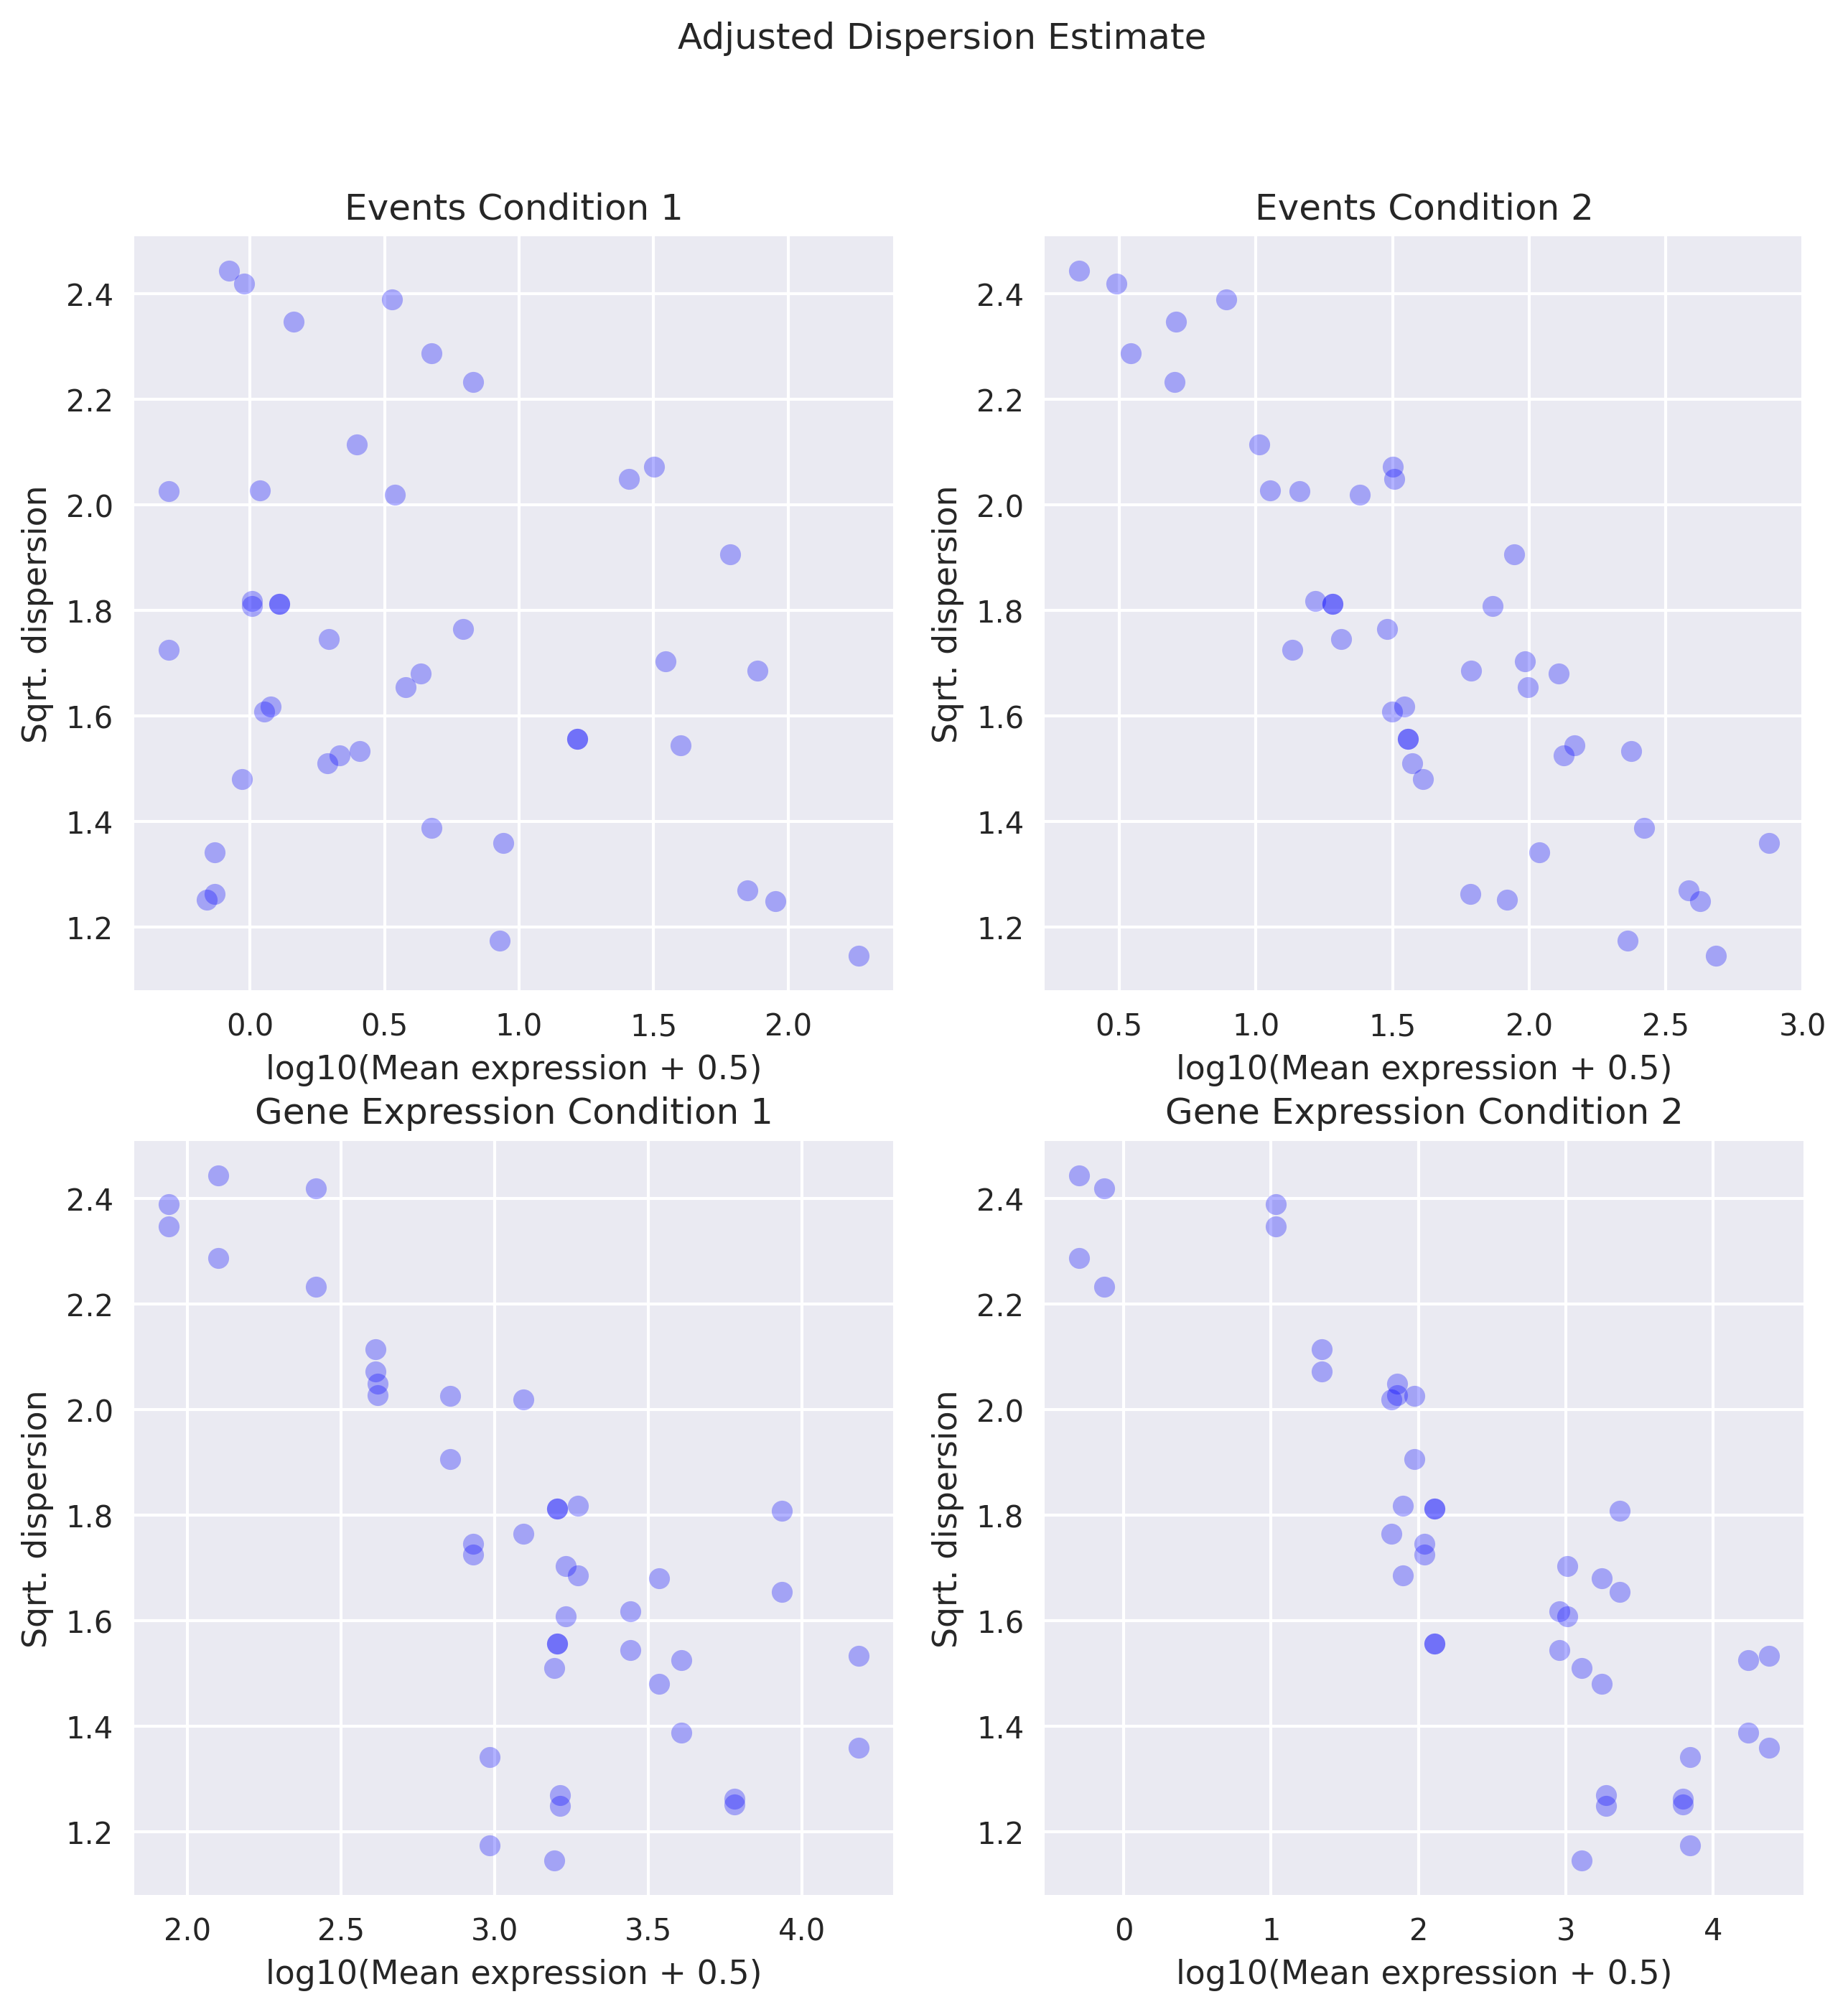 Adjusted Dispersion Estimate
Events Condition 1
Sqrt. dispersion
2.4
2.2
2.0
1.8
1.6
1.4
1.2
0.0 0.5 1.0 1.5 2.0
log10(Mean expression + 0.5)
Events Condition 2
Sqrt. dispersion
2.4
2.2
2.0
1.8
1.6
1.4
1.2
0.5 1.0 1.5 2.0 2.5 3.0
log10(Mean expression + 0.5)
Gene Expression Condition 1
Sqrt. dispersion
2.4
2.2
2.0
1.8
1.6
1.4
1.2
2.0 2.5 3.0 3.5 4.0
log10(Mean expression + 0.5)
Gene Expression Condition 2
Sqrt. dispersion
2.4
2.2
2.0
1.8
1.6
1.4
1.2
0 1 2 3 4
log10(Mean expression + 0.5)